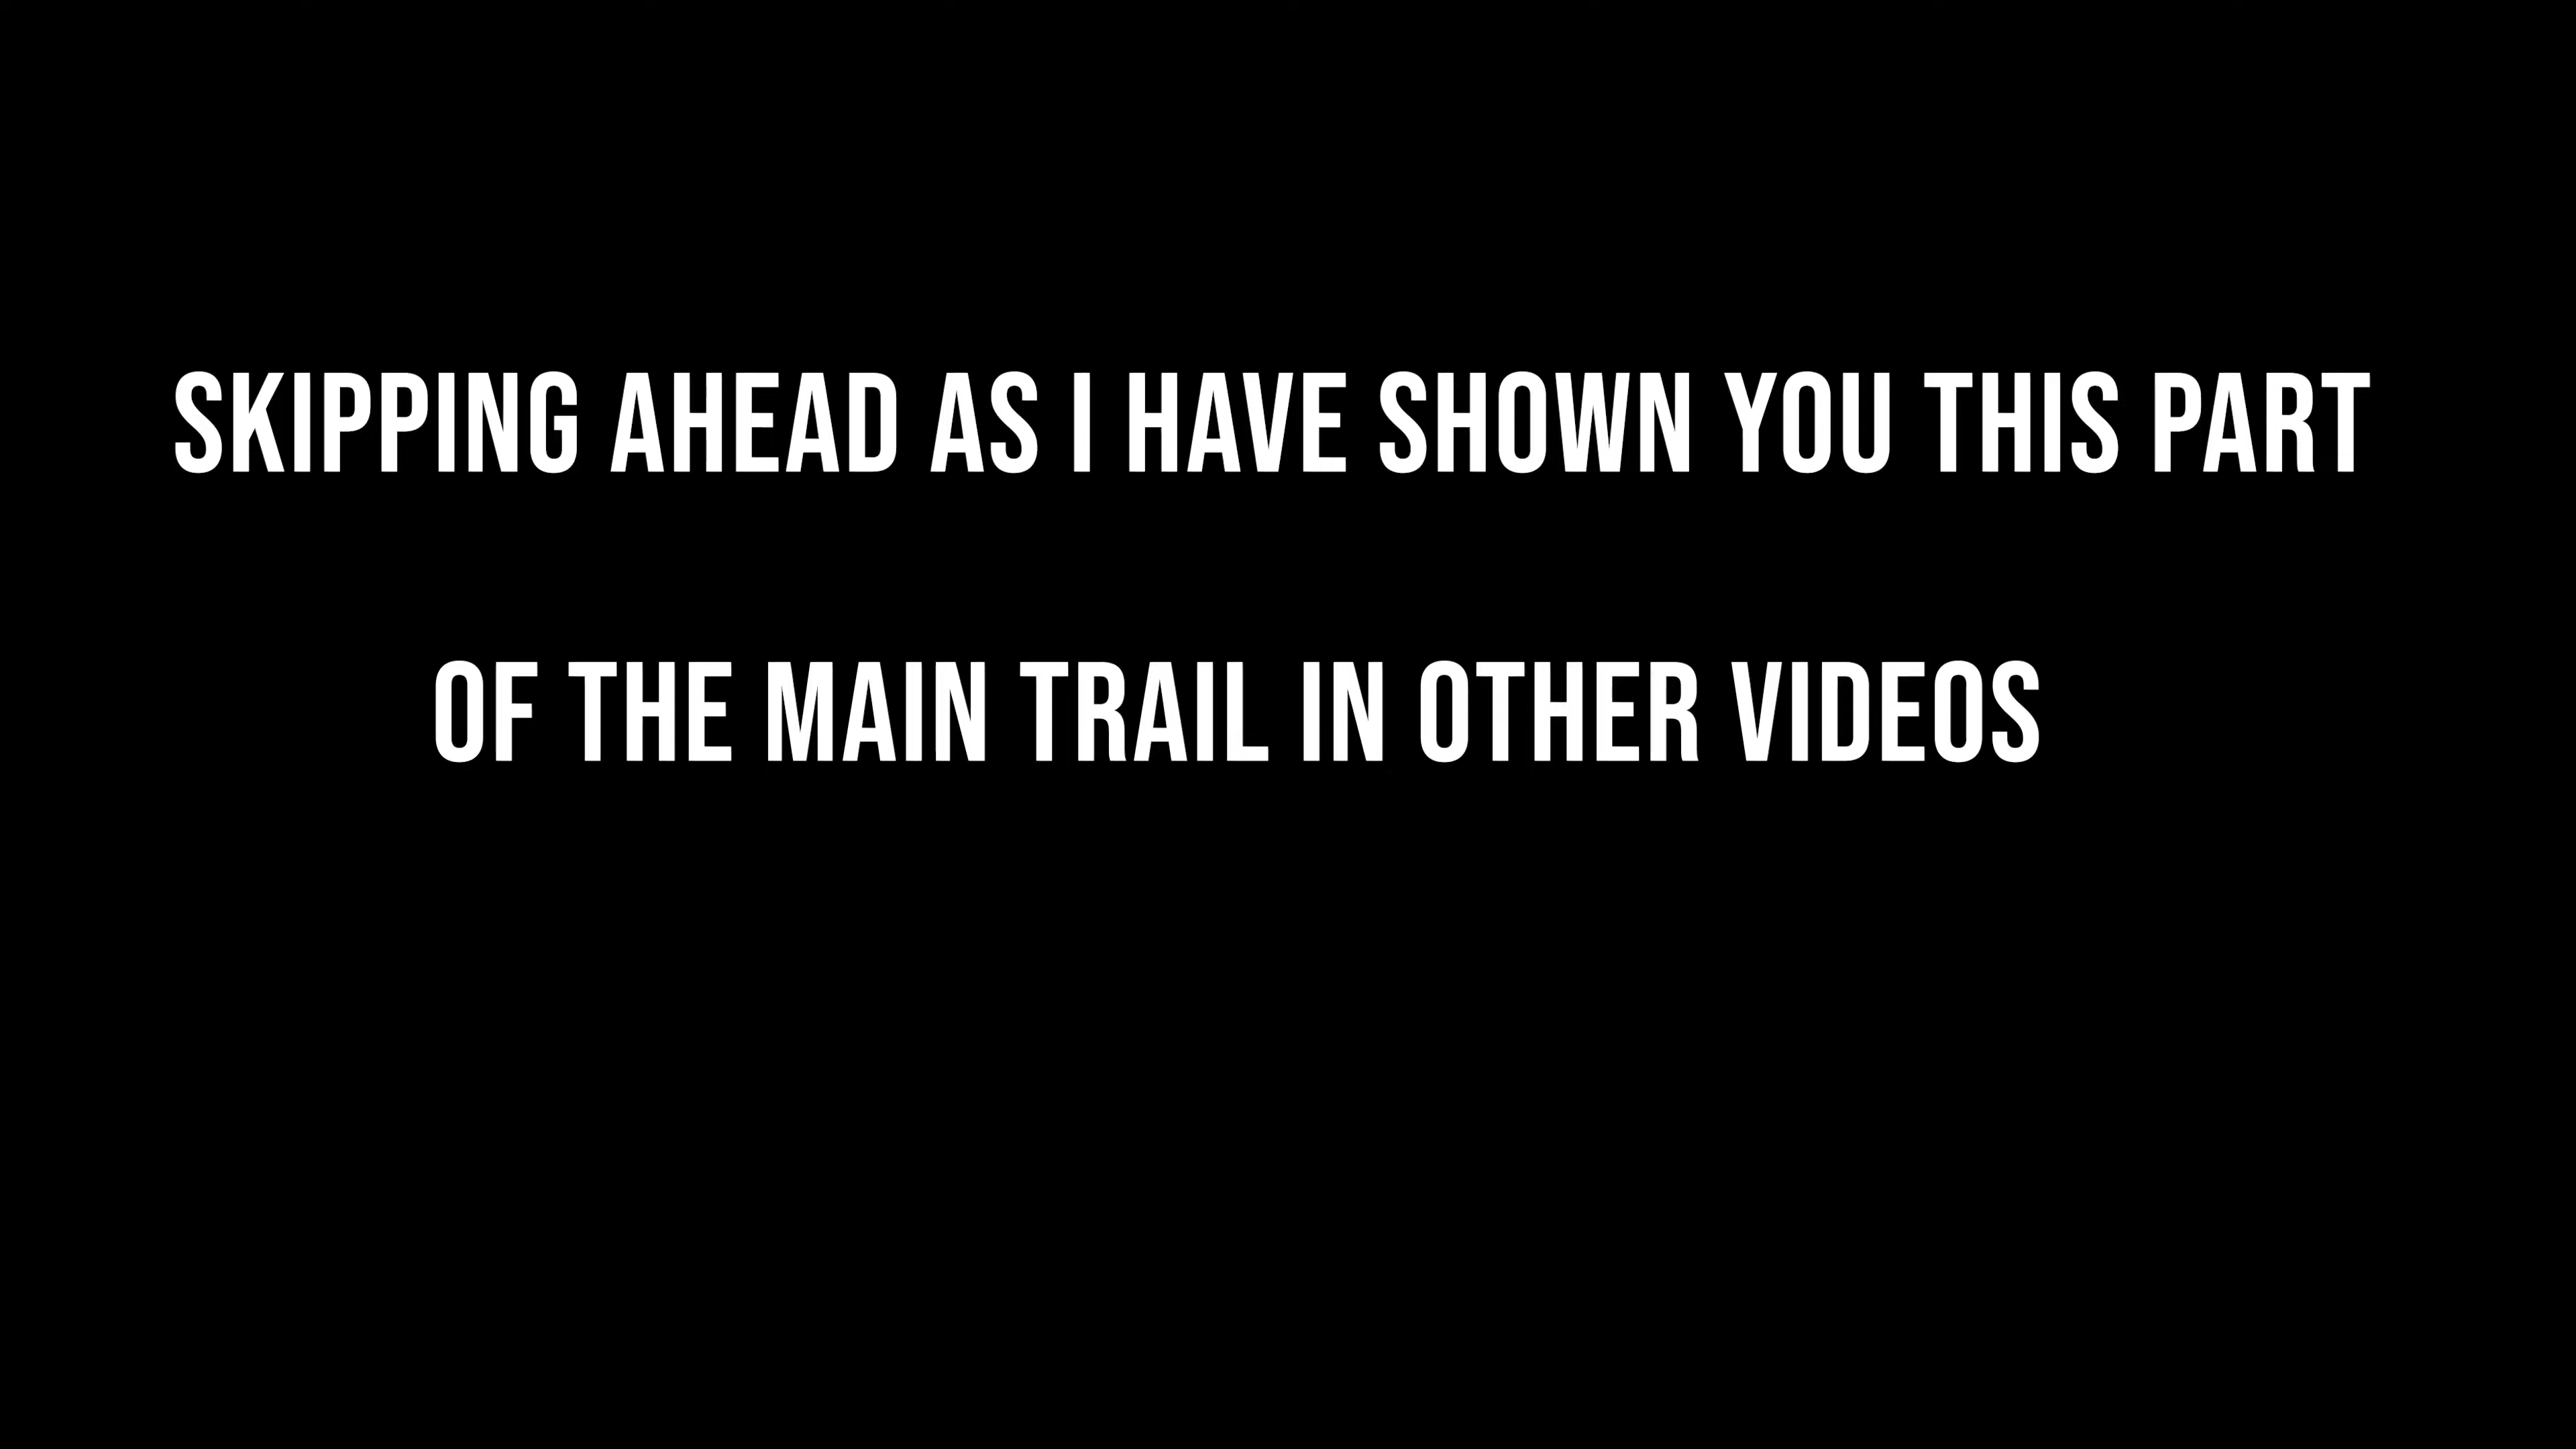 SKIPPING AHEAD AS I HAVE SHOWN YOU THIS PART
OF THE MAIN TRAIL IN OTHER VIDEOS